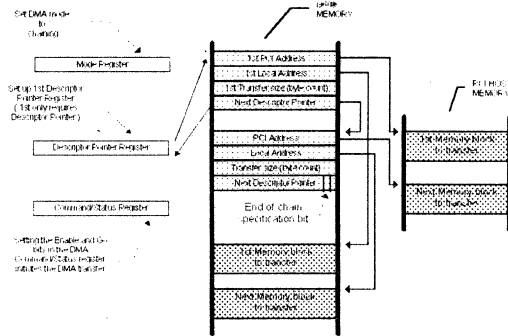 Set DMA mode
to
chaining
Mode Register
Set up 1st Descriptor
Pointer Register
( 1st only requires
Descriptor Pointer)
Descriptor Pointer Register
Command/Status Register
Setting the Enable and Go
bits in the DMA
Command/Status register
initiates the DMA transfer
MEMORY
1st PCI Address
1st Local Address
1st Transfer size (byte count)
Next Descriptor Pointer
PCI Address
Local Address
Transfer size (byte count)
Next Descriptor Pointer
End of chain
specification bit
1st Memory block
to transfer
Next Memory block
to transfer
PCI HOST
MEMORY
1st Memory block
to transfer
Next Memory block
to transfer